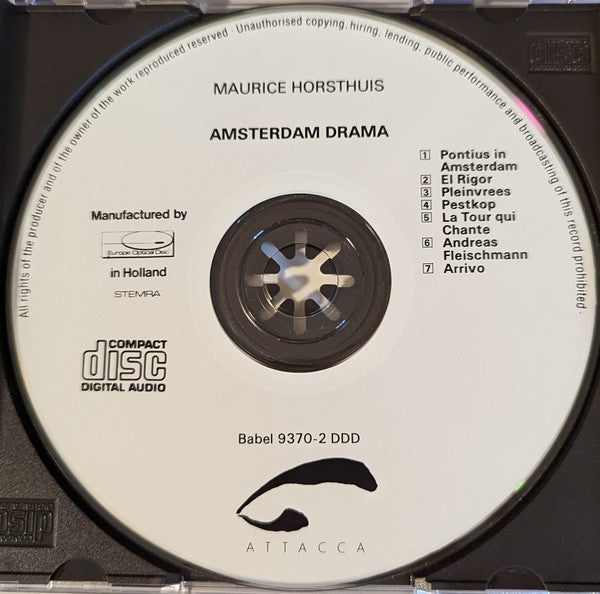 All rights of the producer and of the owner of the work reproduced reserved · Unauthorised copying, hiring, lending, public performance and broadcasting of this record prohibited ·
MAURICE HORSTHUIS
AMSTERDAM DRAMA
1 Pontius in
Amsterdam
2 El Rigor
3 Pleinvrees
4 Pestkop
5 La Tour qui
Chante
6 Andreas
Fleischmann
7 Arrivo
Manufactured by
Europe Optical Disc
in Holland
STEMRA
COMPACT
disc
DIGITAL AUDIO
Babel 9370-2 DDD
ATTACCA
disc